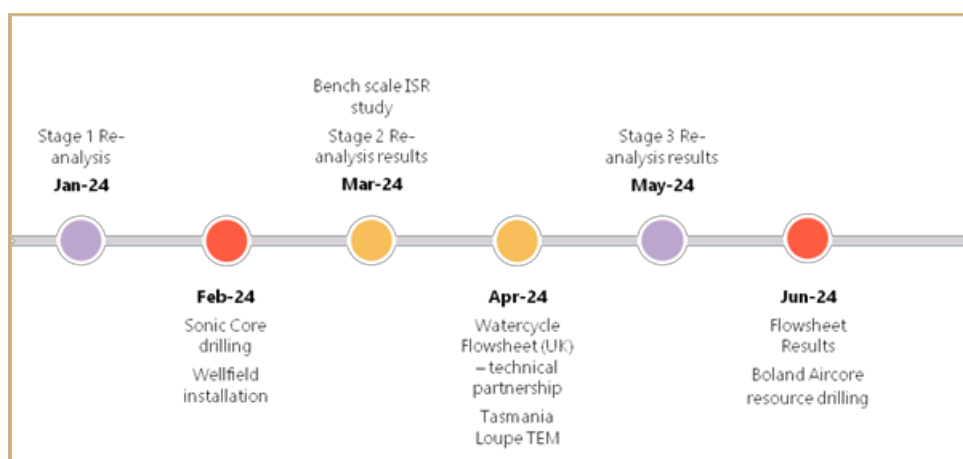 Stage 1 Re-
analysis
Jan-24
Bench scale ISR
study
Stage 2 Re-
analysis results
Mar-24
Stage 3 Re-
analysis results
May-24
Feb-24
Sonic Core
drilling
Wellfield
installation
Apr-24
Watercycle
Flowsheet (UK)
– technical
partnership
Tasmania
Loupe TEM
Jun-24
Flowsheet
Results
Boland Aircore
resource drilling